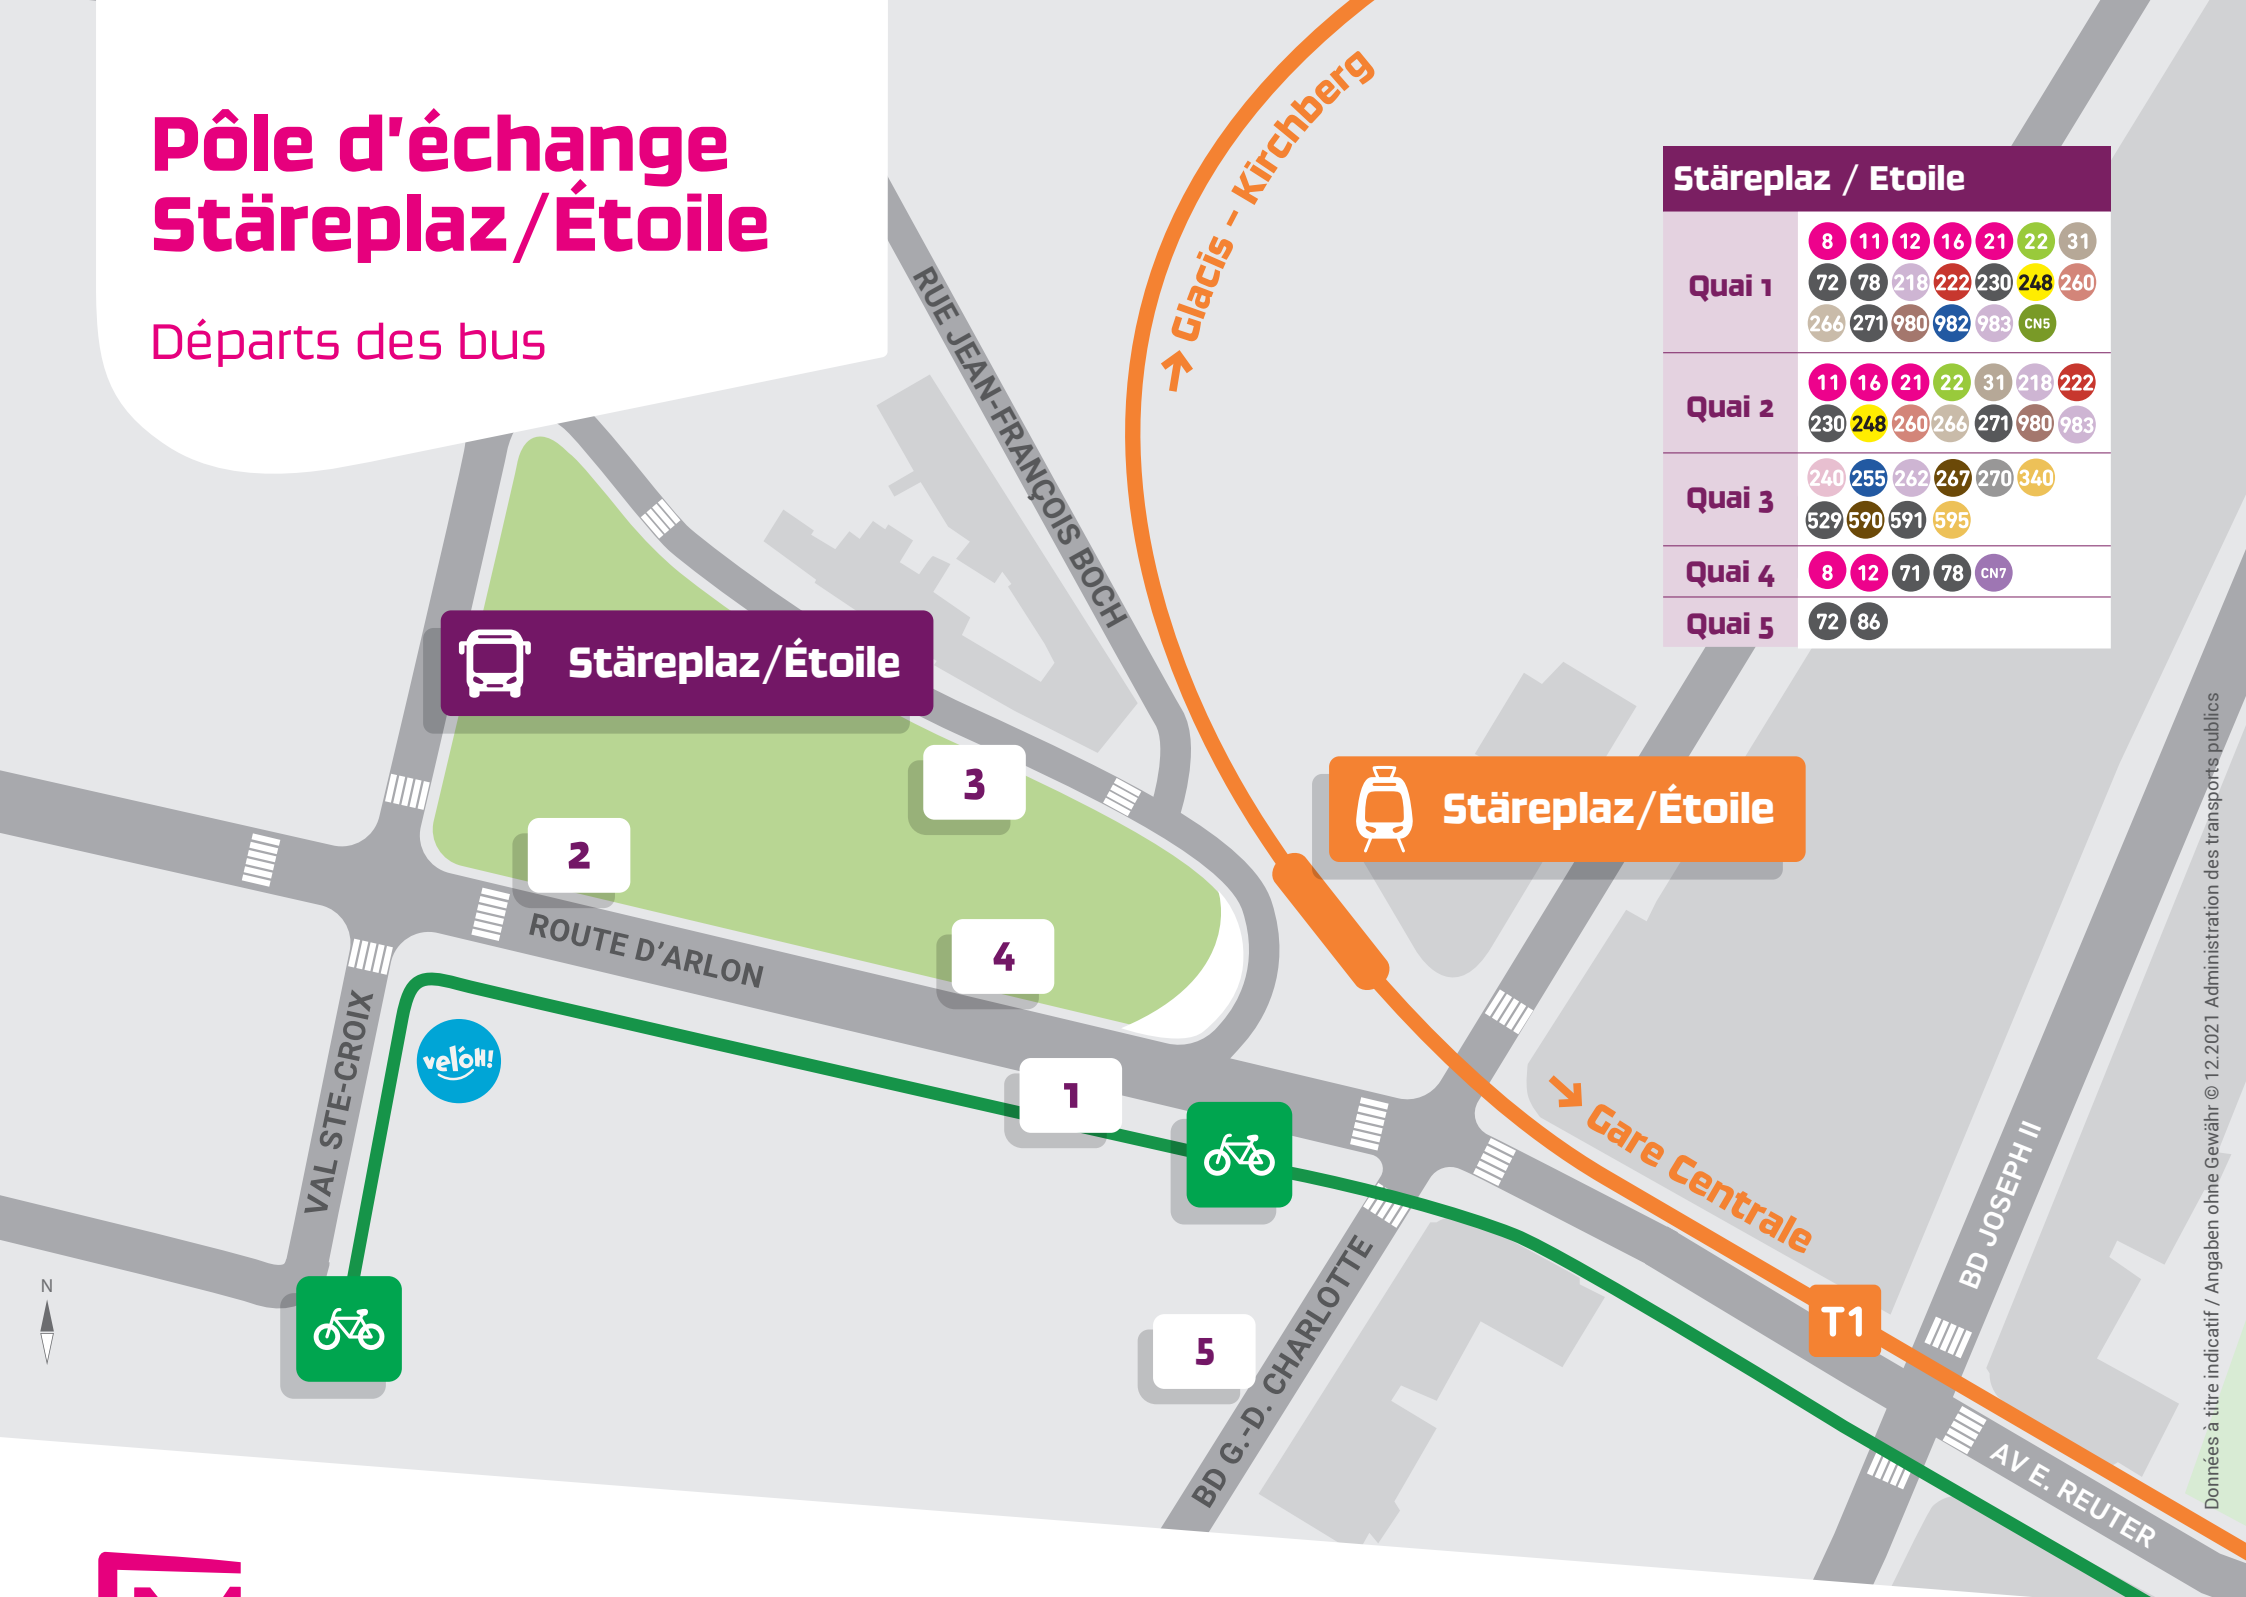 Pôle d'échange
Stäreplaz/Étoile
Départs des bus
Glacis - Kirchberg
RUE JEAN-FRANÇOIS BOCH
Stäreplaz / Etoile
Quai 1
8 11 12 16 21 22 31
72 78 218 222 230 248 260
266 271 980 982 983 CN5
Quai 2
11 16 21 22 31 218 222
230 248 260 266 271 980 983
Quai 3
240 255 262 267 270 340
529 590 591 595
Quai 4
8 12 71 78 CN7
Quai 5
72 86
Stäreplaz/Étoile
3
Stäreplaz/Étoile
2
ROUTE D'ARLON
4
VAL STE-CROIX
vel'oH!
1
Gare Centrale
BD JOSEPH II
N
T1
5
BD G.-D. CHARLOTTE
AV E. REUTER
Données à titre indicatif / Angaben ohne Gewähr © 12.2021 Administration des transports publics